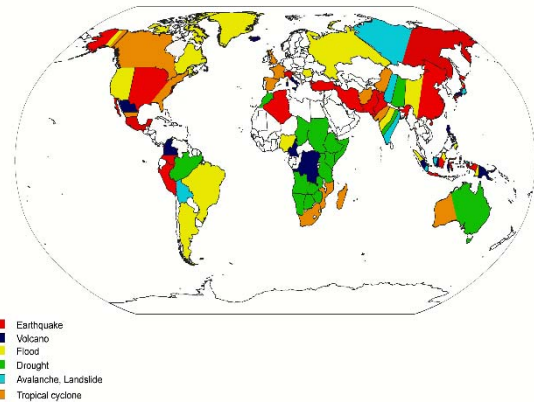 Earthquake
Volcano
Flood
Drought
Avalanche, Landslide
Tropical cyclone